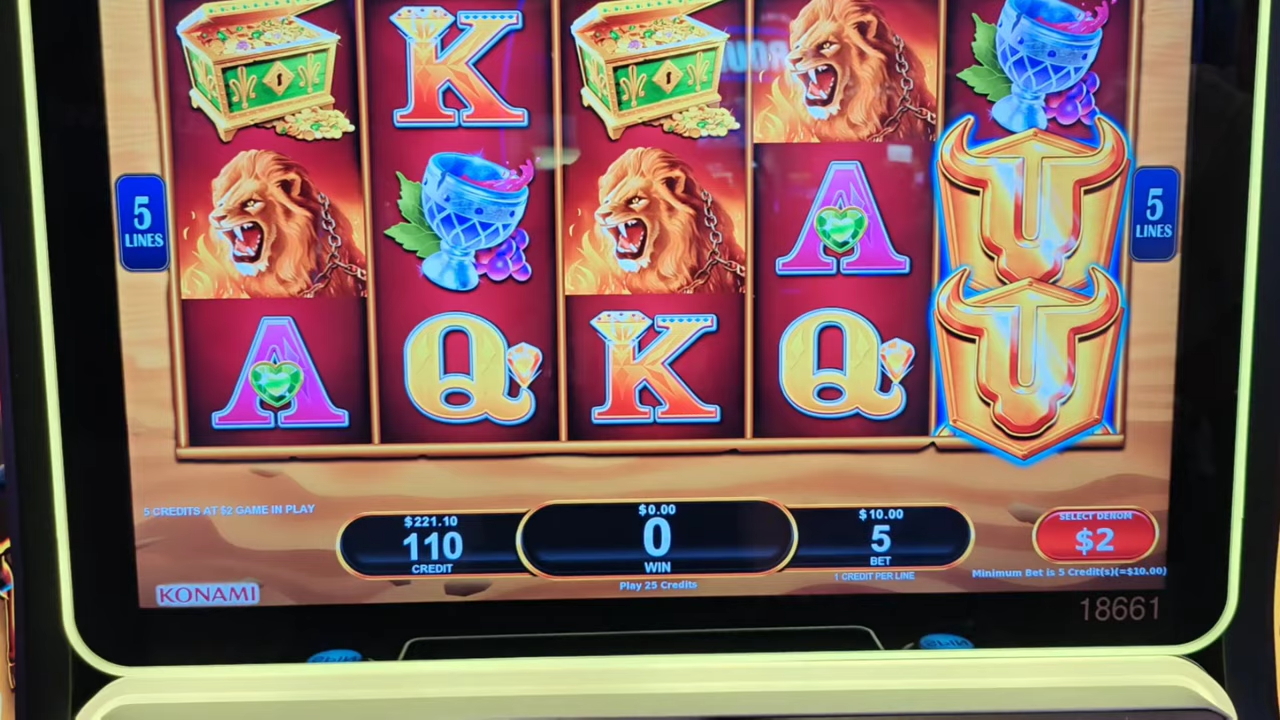 K
5
LINES
A
5
LINES
A
Q
K
Q
5 CREDITS AT $2 GAME IN PLAY
$221.10
110
CREDIT
$0.00
0
WIN
$10.00
5
BET
SELECT DENOM
$2
Play 25 Credits
1 CREDIT PER LINE
Minimum Bet is 5 Credit(s)(=$10.00)
KONAMI
18661